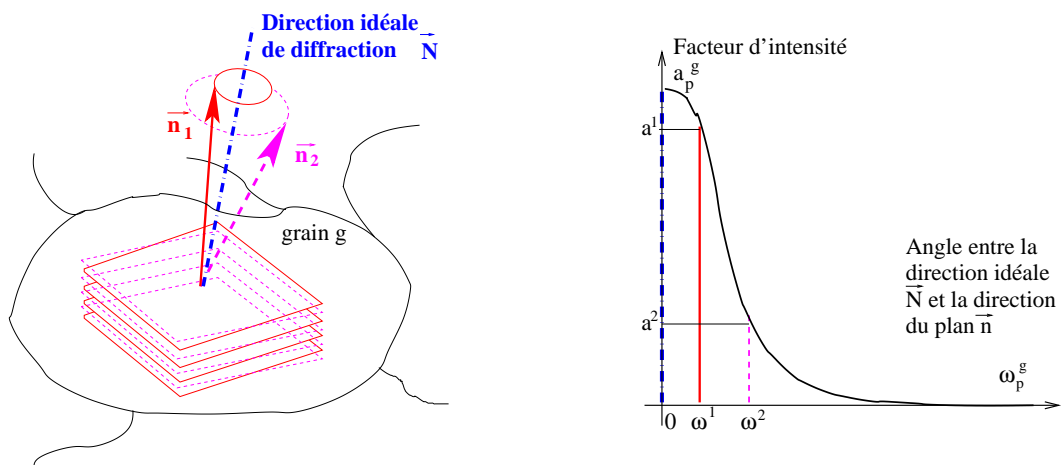 Direction idéale
de diffraction N
n1
n2
grain g
Facteur d'intensité
a_p^g
a^1
a^2
Angle entre la
direction idéale
N et la direction
du plan n
ω_p^g
0 ω^1 ω^2